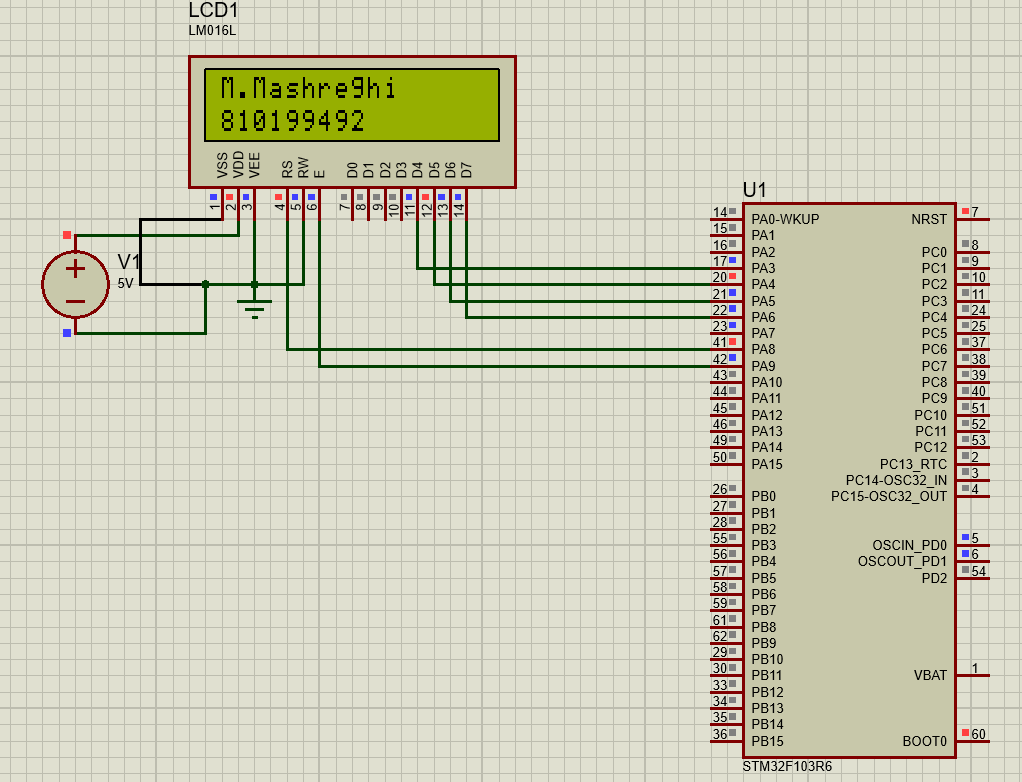 LCD1
LM016L
M.Mashreghi
810199492
VSS VDD VEE RS RW E D0 D1 D2 D3 D4 D5 D6 D7
1 2 3 4 5 6 7 8 9 10 11 12 13 14
V1
5V
U1
14 PA0-WKUP NRST 7
15 PA1
16 PA2 PC0 8
17 PA3 PC1 9
20 PA4 PC2 10
21 PA5 PC3 11
22 PA6 PC4 24
23 PA7 PC5 25
41 PA8 PC6 37
42 PA9 PC7 38
43 PA10 PC8 39
44 PA11 PC9 40
45 PA12 PC10 51
46 PA13 PC11 52
49 PA14 PC12 53
50 PA15 PC13_RTC 2
PC14-OSC32_IN 3
26 PB0 PC15-OSC32_OUT 4
27 PB1
28 PB2
55 PB3 OSCIN_PD0 5
56 PB4 OSCOUT_PD1 6
57 PB5 PD2 54
58 PB6
59 PB7
61 PB8
62 PB9
29 PB10
30 PB11 VBAT 1
33 PB12
34 PB13
35 PB14
36 PB15 BOOT0 60
STM32F103R6